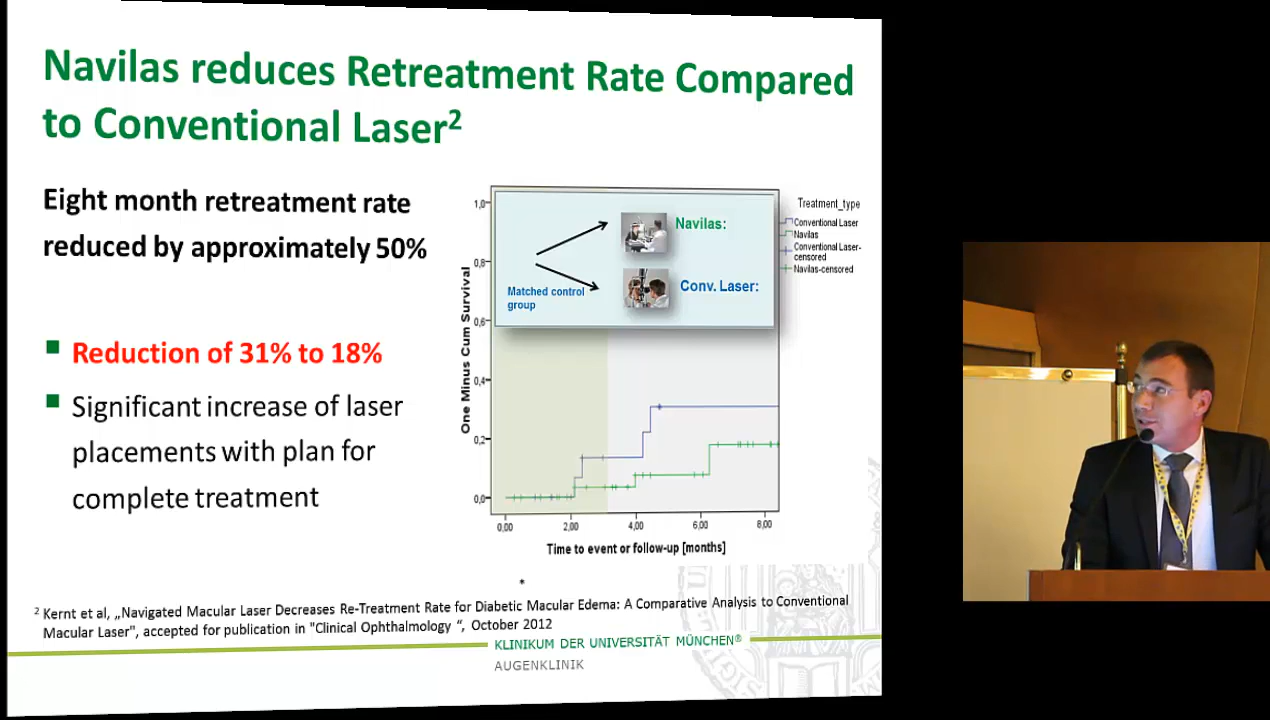 Navilas reduces Retreatment Rate Compared
to Conventional Laser²
Eight month retreatment rate
reduced by approximately 50%
Reduction of 31% to 18%
Significant increase of laser
placements with plan for
complete treatment
1,0
0,8
0,6
0,4
0,2
0,0
One Minus Cum Survival
Navilas:
Matched control
group
Conv. Laser:
Treatment_type
Conventional Laser
Navilas
Conventional Laser-
censored
Navilas-censored
0,00 2,00 4,00 6,00 8,00
Time to event or follow-up [months]
*
² Kernt et al, „Navigated Macular Laser Decreases Re-Treatment Rate for Diabetic Macular Edema: A Comparative Analysis to Conventional
Macular Laser", accepted for publication in "Clinical Ophthalmology “, October 2012
KLINIKUM DER UNIVERSITÄT MÜNCHEN®
AUGENKLINIK